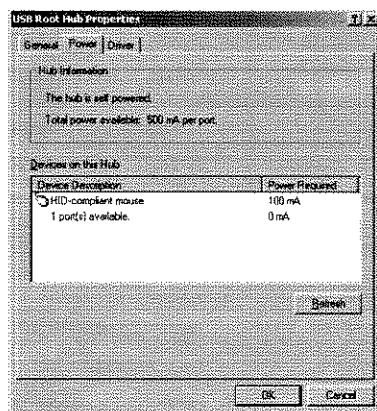 USB Root Hub Properties
General Power Driver
Hub Information
The hub is self powered.
Total power available: 500 mA per port.
Devices on this Hub
Device Description Power Required
HID-compliant mouse 100 mA
1 port(s) available. 0 mA
Refresh
OK Cancel